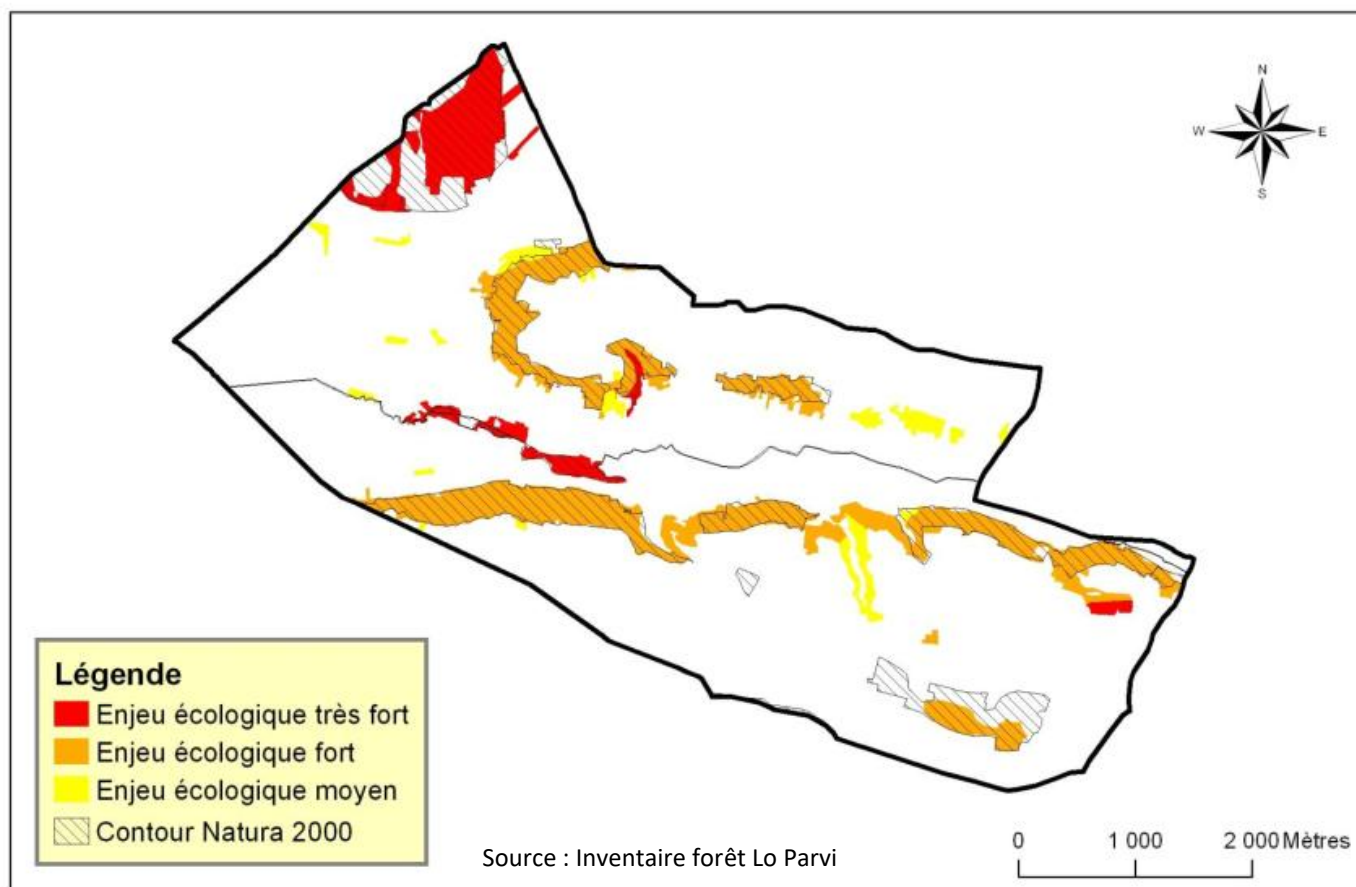 N
W E
S
Légende
Enjeu écologique très fort
Enjeu écologique fort
Enjeu écologique moyen
Contour Natura 2000
Source : Inventaire forêt Lo Parvi
0 1 000 2 000 Mètres